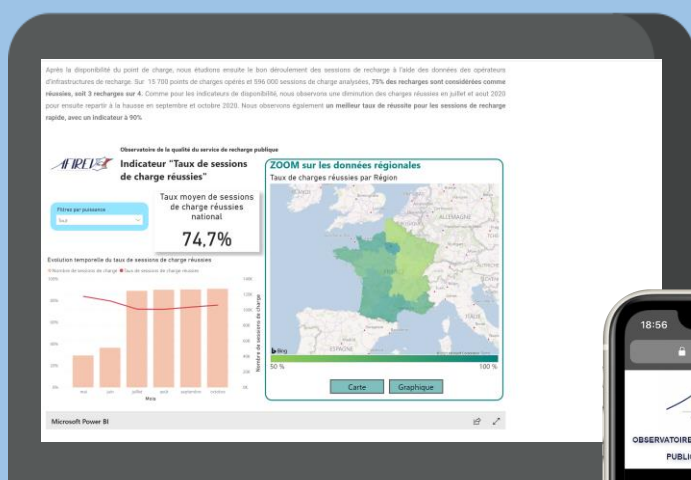 Après la disponibilité du point de charge, nous étudions ensuite le bon déroulement des sessions de recharge à l'aide des données des opérateurs
d'infrastructures de recharge. Sur 15 700 points de charges opérés et 596 000 sessions de charge analysées, 75% des recharges sont considérées comme
réussies, soit 3 recharges sur 4. Comme pour les indicateurs de disponibilité, nous observons une diminution des charges réussies en juillet et aout 2020
pour ensuite repartir à la hausse en septembre et octobre 2020. Nous observons également un meilleur taux de réussite pour les sessions de recharge
rapide, avec un indicateur à 90%
Observatoire de la qualité du service de recharge publique
AFIREV
Indicateur "Taux de sessions
de charge réussies"
Filtres par puissance
Tout
Taux moyen de sessions
de charge réussies
national
74,7%
Evolution temporelle du taux de sessions de charge réussies
Nombre de sessions de charge Taux de sessions de charge réussies
100%
80%
60%
40%
20%
0%
mai juin juillet août septembre octobre
Mois
Nombre de sessions de charge
ZOOM sur les données régionales
Taux de charges réussies par Région
ALLEMAGNE
ITALIE
ESPAGNE
Bing
50 % 100 %
Carte Graphique
Microsoft Power BI
18:56
OBSERVATOIRE
PUBLI